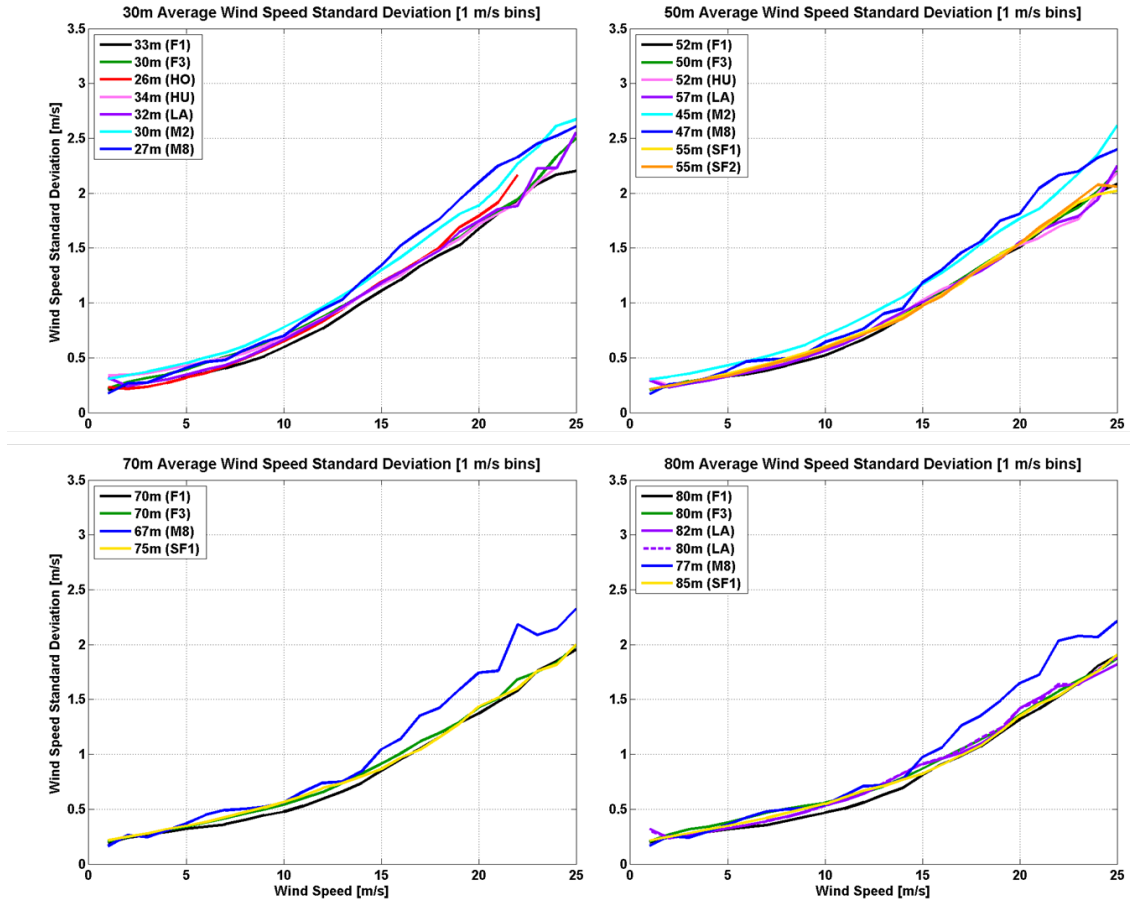 30m Average Wind Speed Standard Deviation [1 m/s bins]
Wind Speed Standard Deviation [m/s]
3.5
3
2.5
2
1.5
1
0.5
0
0
5
10
15
20
25
33m (F1)
30m (F3)
26m (HO)
34m (HU)
32m (LA)
30m (M2)
27m (M8)
50m Average Wind Speed Standard Deviation [1 m/s bins]
3.5
3
2.5
2
1.5
1
0.5
0
0
5
10
15
20
25
52m (F1)
50m (F3)
52m (HU)
57m (LA)
45m (M2)
47m (M8)
55m (SF1)
55m (SF2)
70m Average Wind Speed Standard Deviation [1 m/s bins]
Wind Speed Standard Deviation [m/s]
3.5
3
2.5
2
1.5
1
0.5
0
0
5
10
15
20
25
Wind Speed [m/s]
70m (F1)
70m (F3)
67m (M8)
75m (SF1)
80m Average Wind Speed Standard Deviation [1 m/s bins]
3.5
3
2.5
2
1.5
1
0.5
0
0
5
10
15
20
25
Wind Speed [m/s]
80m (F1)
80m (F3)
82m (LA)
80m (LA)
77m (M8)
85m (SF1)